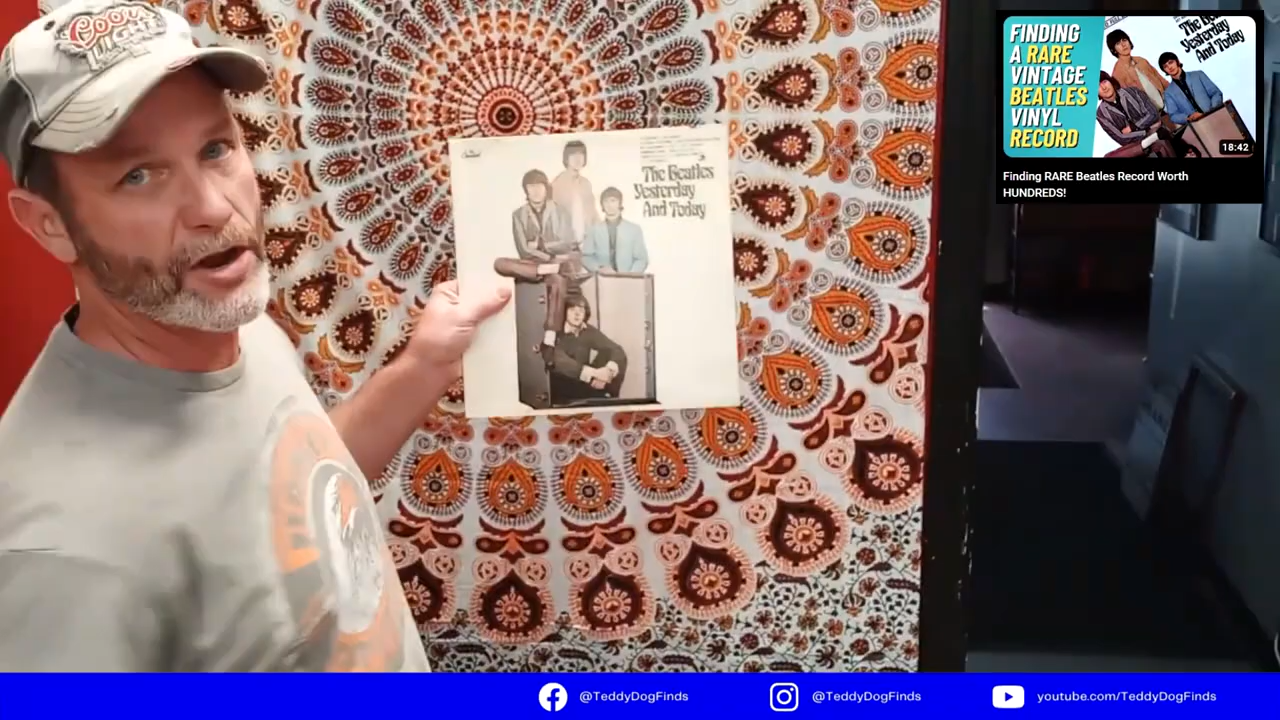 Coors
LIGHT
Capitol
The Beatles
Yesterday
And Today
FINDING
A RARE
VINTAGE
BEATLES
VINYL
RECORD
The Beatles
Yesterday
And Today
18:42
Finding RARE Beatles Record Worth
HUNDREDS!
@TeddyDogFinds
@TeddyDogFinds
youtube.com/TeddyDogFinds